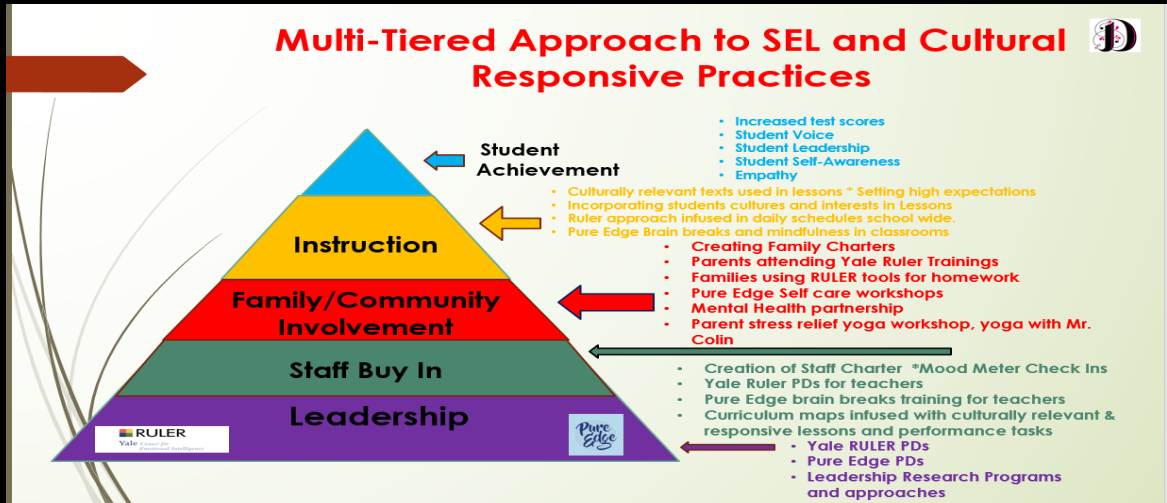 Multi-Tiered Approach to SEL and Cultural
Responsive Practices
D
• Increased test scores
• Student Voice
• Student Leadership
• Student Self-Awareness
• Empathy
Student
Achievement
• Culturally relevant texts used in lessons * Setting high expectations
• Incorporating students cultures and interests in Lessons
• Ruler approach infused in daily schedules school wide.
• Pure Edge Brain breaks and mindfulness in classrooms
Instruction
• Creating Family Charters
• Parents attending Yale Ruler Trainings
• Families using RULER tools for homework
• Pure Edge Self care workshops
• Mental Health partnership
• Parent stress relief yoga workshop, yoga with Mr.
Colin
Family/Community
Involvement
Staff Buy In
• Creation of Staff Charter *Mood Meter Check Ins
• Yale Ruler PDs for teachers
• Pure Edge brain breaks training for teachers
• Curriculum maps infused with culturally relevant &
responsive lessons and performance tasks
Leadership
RULER
Yale Center for
Emotional Intelligence
Pure
Edge
• Yale RULER PDs
• Pure Edge PDs
• Leadership Research Programs
and approaches